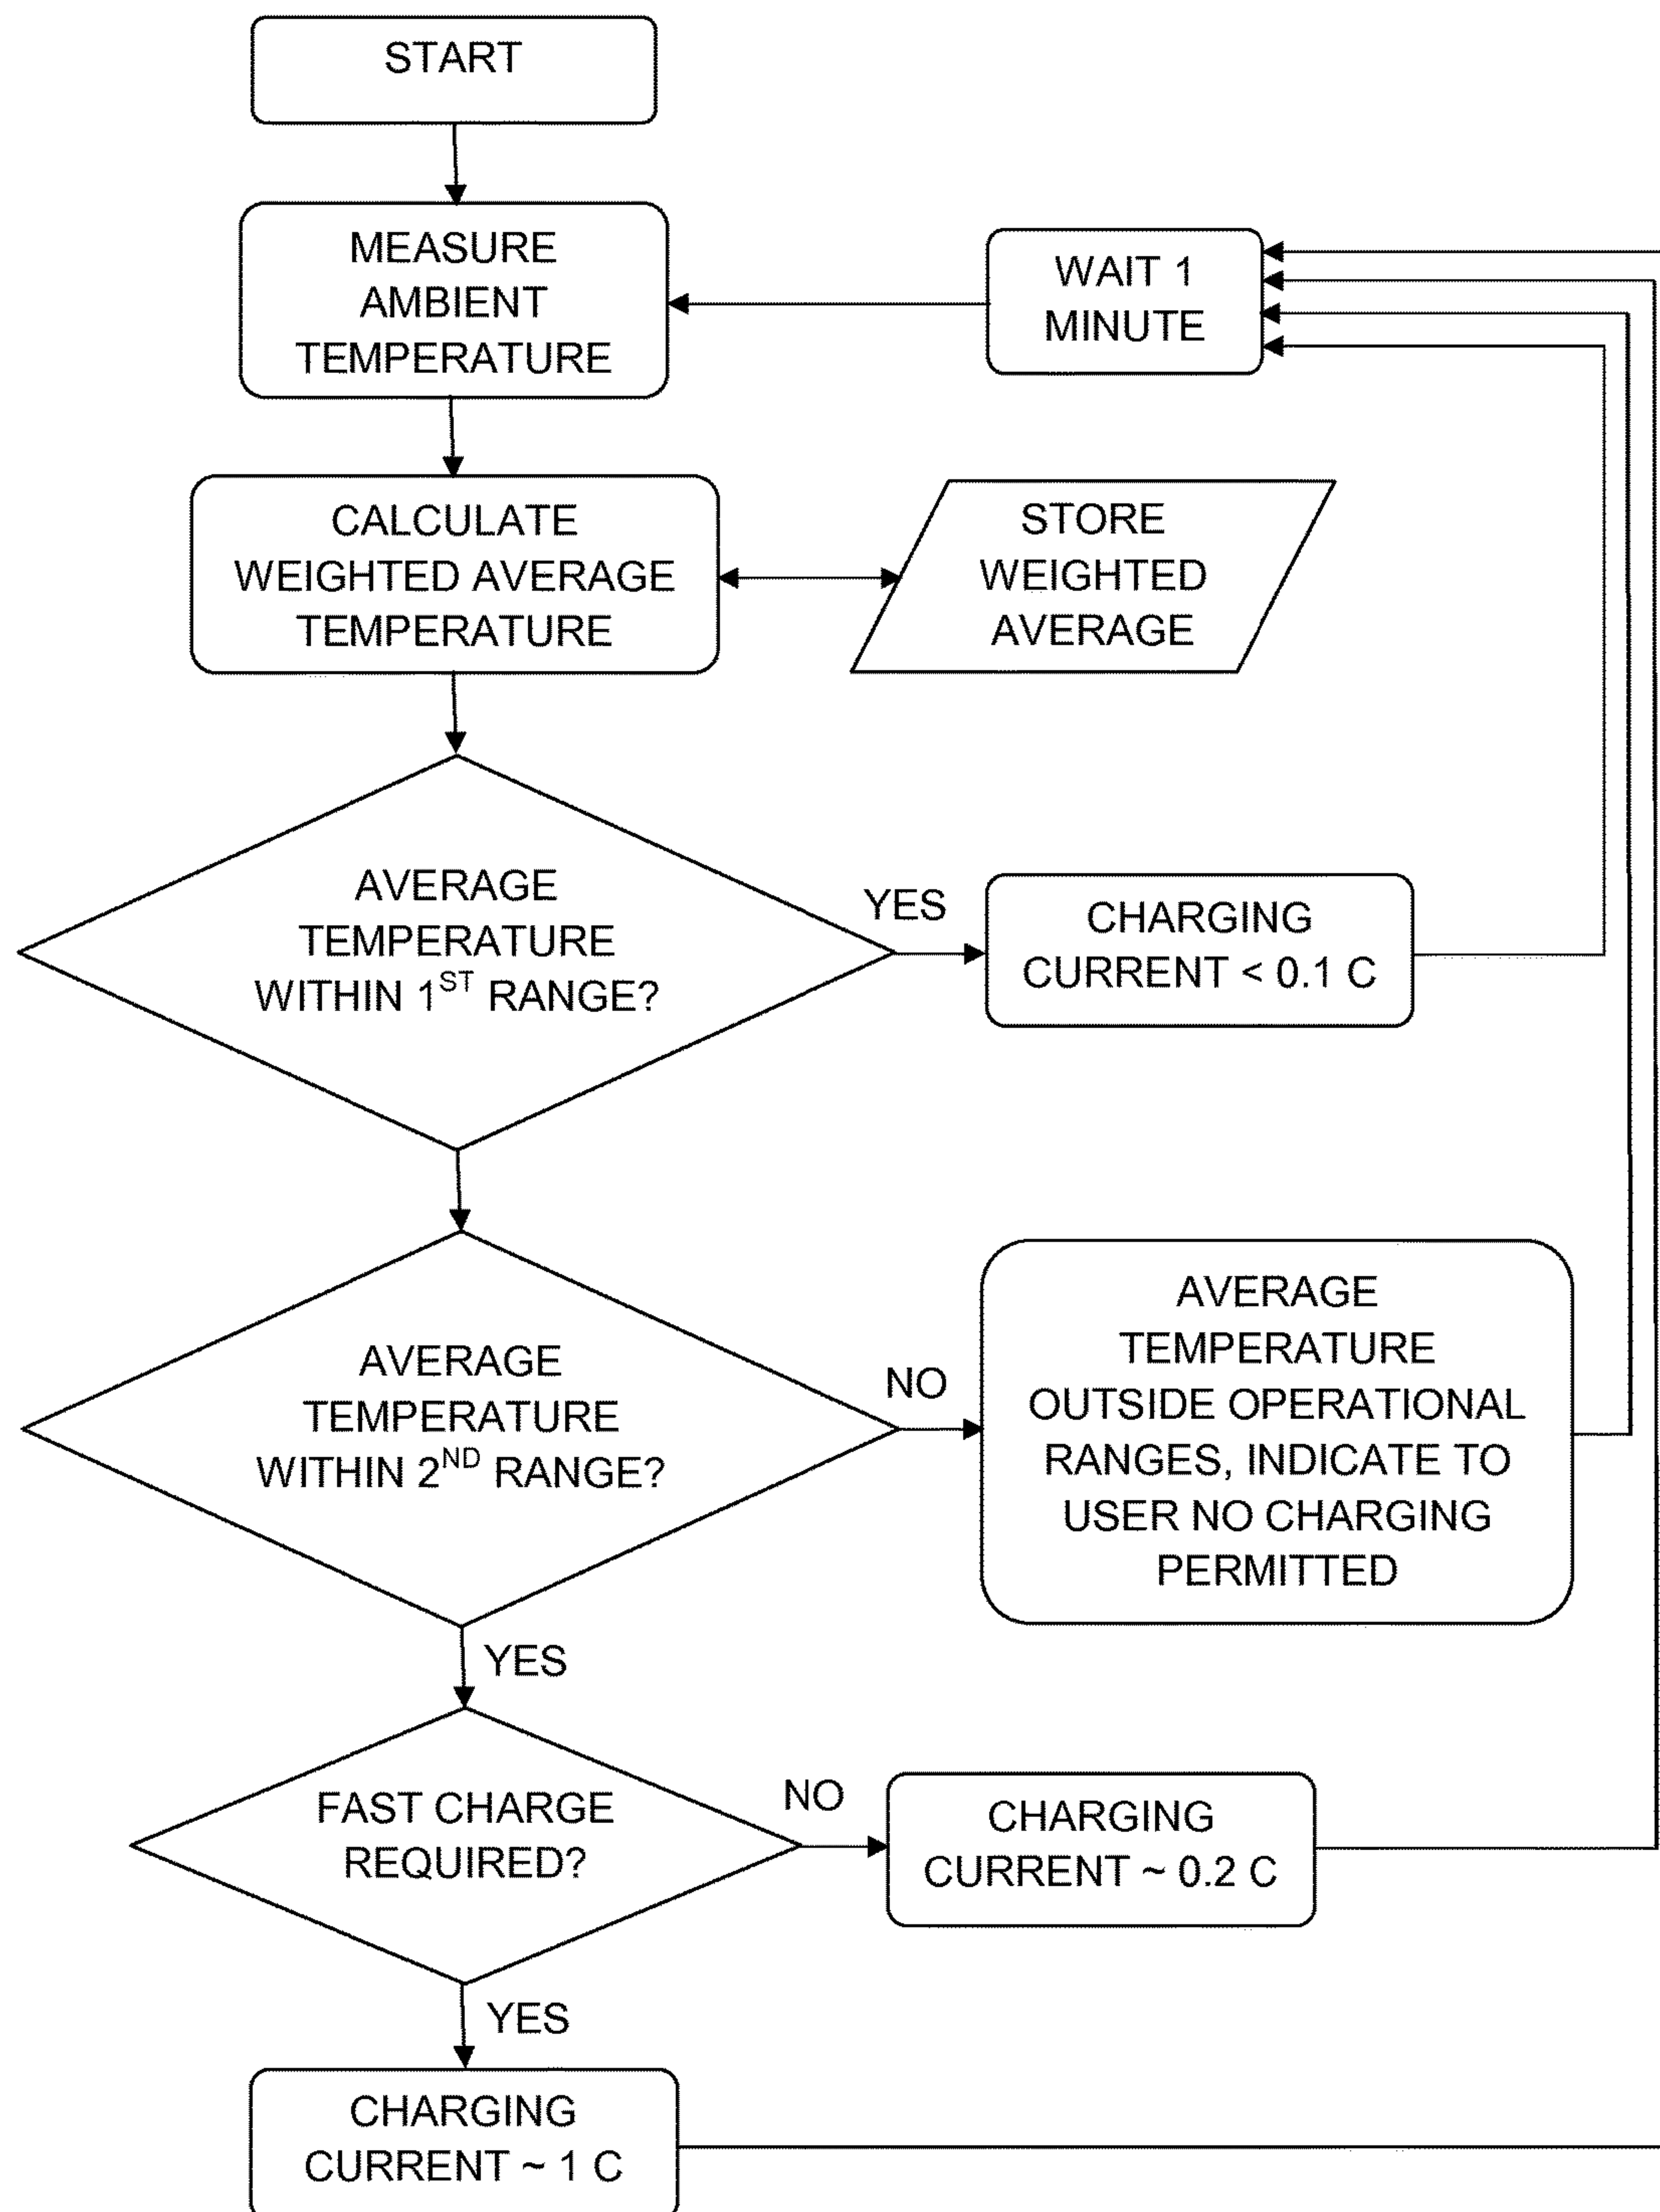 START
MEASURE
AMBIENT
TEMPERATURE
WAIT 1
MINUTE
CALCULATE
WEIGHTED AVERAGE
TEMPERATURE
STORE
WEIGHTED
AVERAGE
AVERAGE
TEMPERATURE
WITHIN 1ST RANGE?
YES
CHARGING
CURRENT < 0.1 C
AVERAGE
TEMPERATURE
WITHIN 2ND RANGE?
NO
AVERAGE
TEMPERATURE
OUTSIDE OPERATIONAL
RANGES, INDICATE TO
USER NO CHARGING
PERMITTED
YES
FAST CHARGE
REQUIRED?
NO
CHARGING
CURRENT ~ 0.2 C
YES
CHARGING
CURRENT ~ 1 C